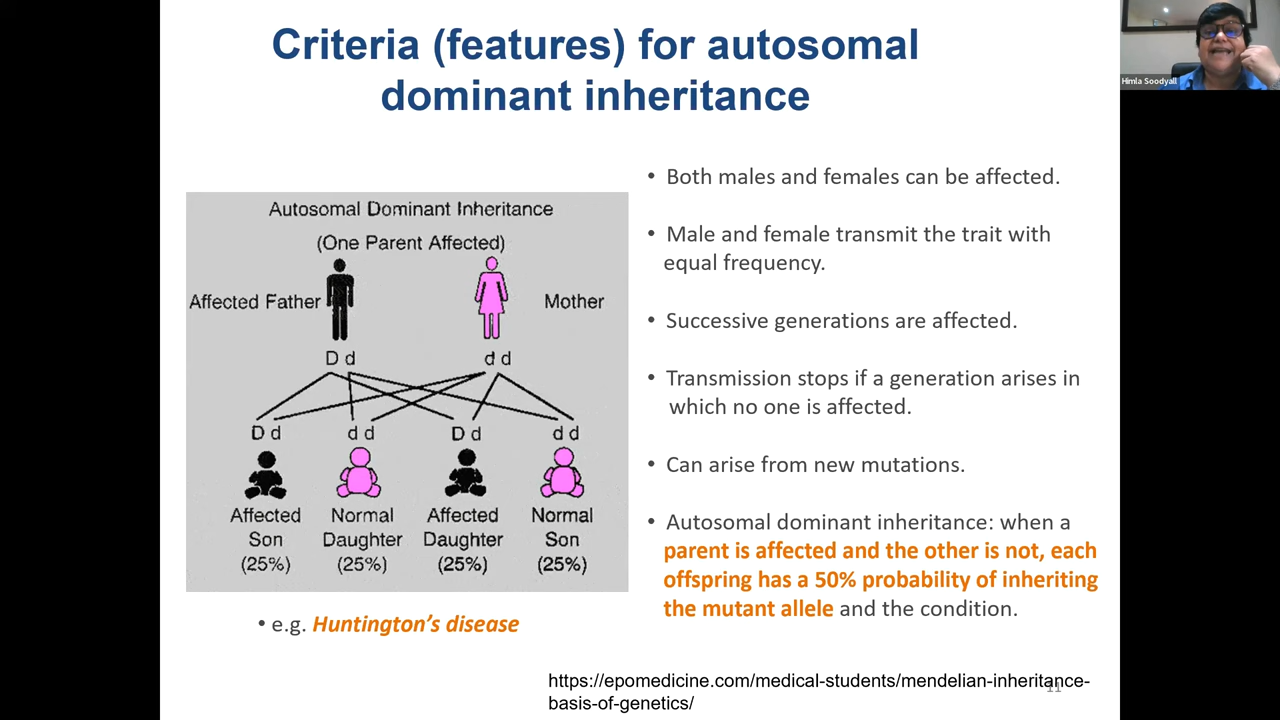 Criteria (features) for autosomal
dominant inheritance
Himla Soodyall
Autosomal Dominant Inheritance
(One Parent Affected)
Affected Father
Mother
D d
d d
D d
d d
D d
d d
Affected Son (25%)
Normal Daughter (25%)
Affected Daughter (25%)
Normal Son (25%)
• e.g. Huntington’s disease
• Both males and females can be affected.
• Male and female transmit the trait with
equal frequency.
• Successive generations are affected.
• Transmission stops if a generation arises in
which no one is affected.
• Can arise from new mutations.
• Autosomal dominant inheritance: when a
parent is affected and the other is not, each
offspring has a 50% probability of inheriting
the mutant allele and the condition.
https://epomedicine.com/medical-students/mendelian-inheritance-
basis-of-genetics/
11